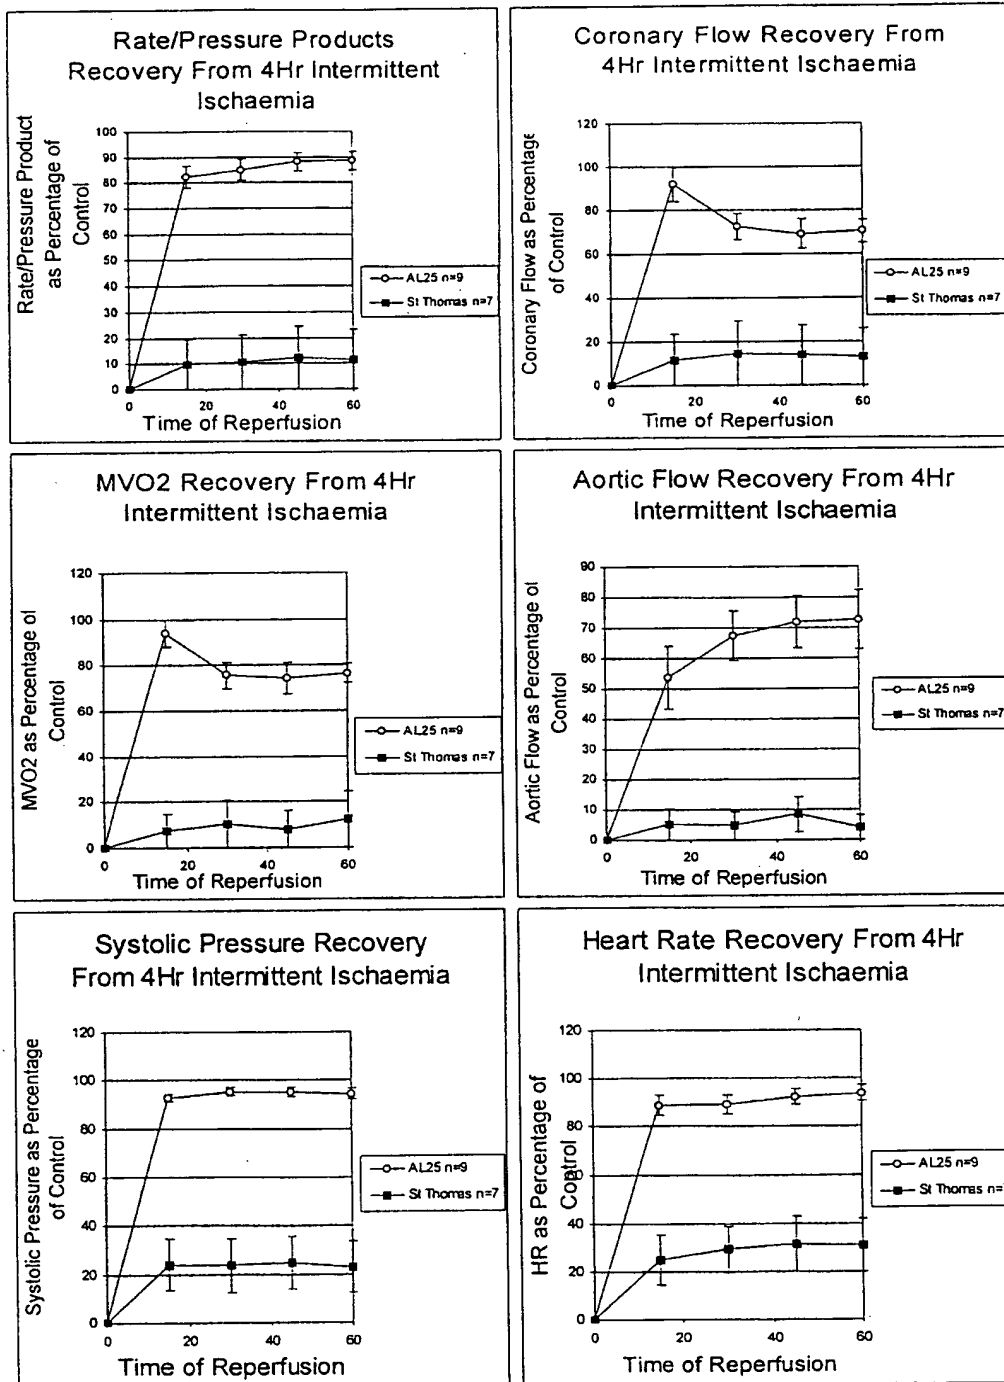 Rate/Pressure Products
Recovery From 4Hr Intermittent
Ischaemia
Rate/Pressure Product
as Percentage of
Control
100
90
80
70
60
50
40
30
20
10
0
0 20 40 60
Time of Reperfusion
AL25 n=9
St Thomas n=7
Coronary Flow Recovery From
4Hr Intermittent Ischaemia
Coronary Flow as Percentage
of Control
120
100
80
60
40
20
0
0 20 40 60
Time of Reperfusion
AL25 n=9
St Thomas n=7
MVO2 Recovery From 4Hr
Intermittent Ischaemia
MVO2 as Percentage of
Control
120
100
80
60
40
20
0
0 20 40 60
Time of Reperfusion
AL25 n=9
St Thomas n=7
Aortic Flow Recovery From 4Hr
Intermittent Ischaemia
Aortic Flow as Percentage of
Control
90
80
70
60
50
40
30
20
10
0
0 20 40 60
Time of Reperfusion
AL25 n=9
St Thomas n=7
Systolic Pressure Recovery
From 4Hr Intermittent Ischaemia
Systolic Pressure as Percentage
of Control
120
100
80
60
40
20
0
0 20 40 60
Time of Reperfusion
AL25 n=9
St Thomas n=7
Heart Rate Recovery From 4Hr
Intermittent Ischaemia
HR as Percentage of
Control
120
100
80
60
40
20
0
0 20 40 60
Time of Reperfusion
AL25 n=9
St Thomas n=